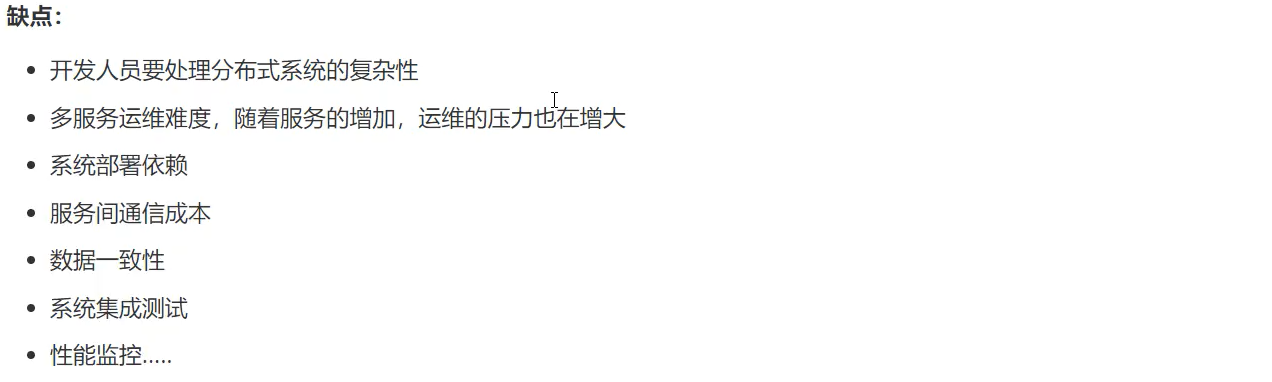 缺点：
开发人员要处理分布式系统的复杂性
多服务运维难度，随着服务的增加，运维的压力也在增大
系统部署依赖
服务间通信成本
数据一致性
系统集成测试
性能监控.....